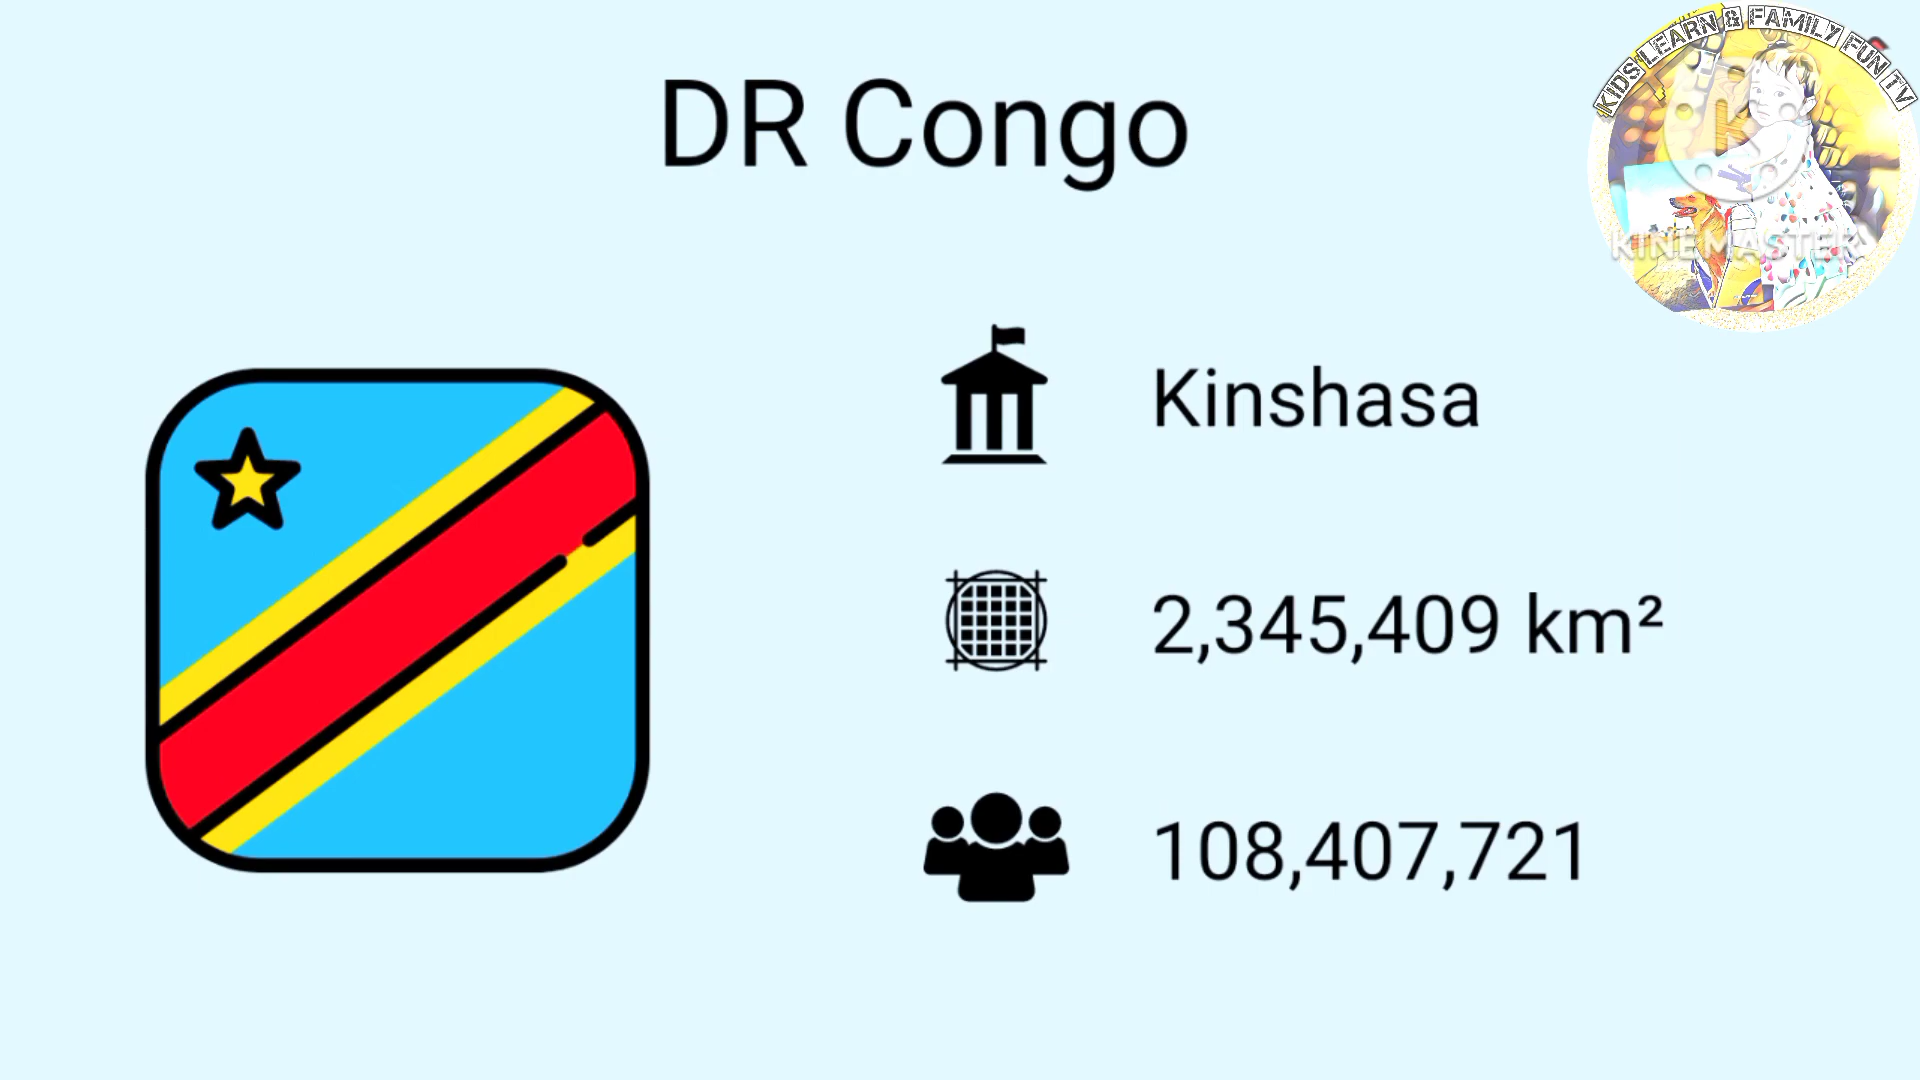 KIDS LEARN & FAMILY FUN TV
DR Congo
KINEMASTER
Kinshasa
2,345,409 km²
108,407,721